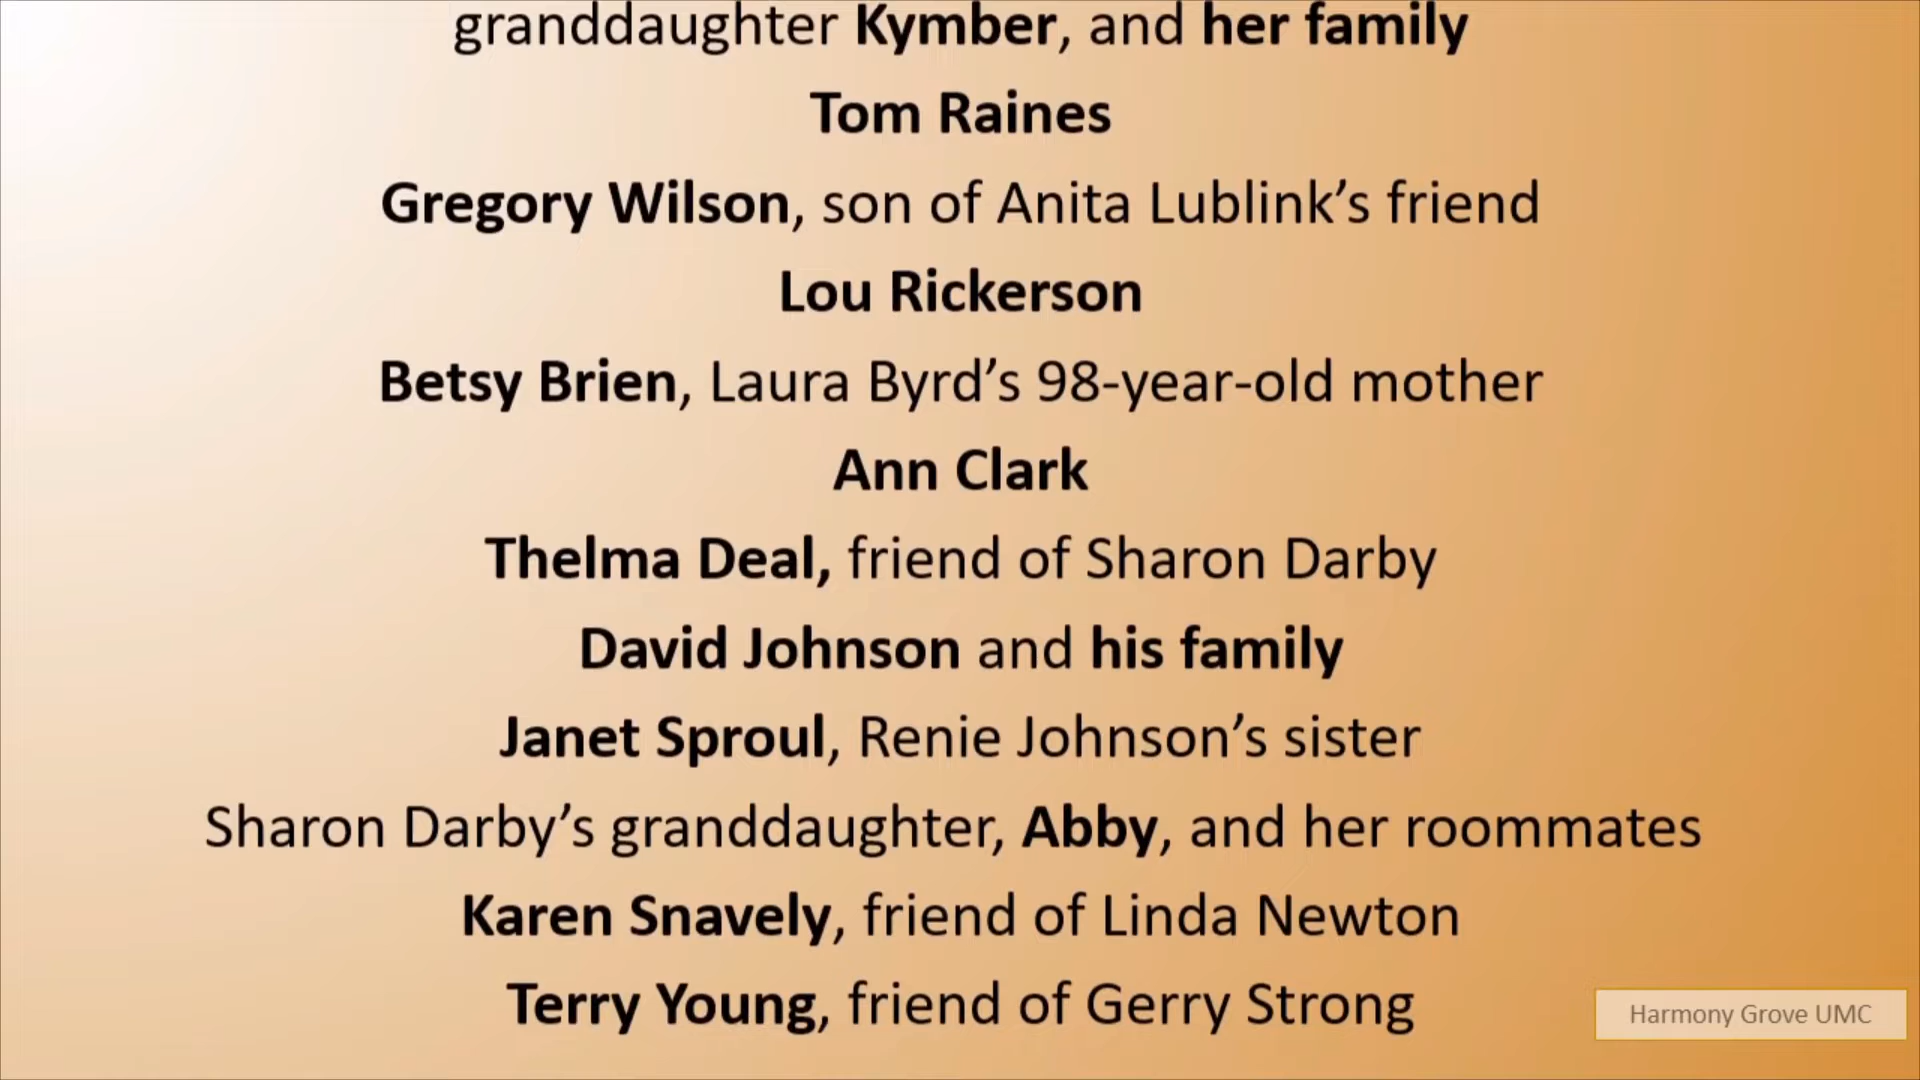 granddaughter Kymber, and her family
Tom Raines
Gregory Wilson, son of Anita Lublink’s friend
Lou Rickerson
Betsy Brien, Laura Byrd’s 98-year-old mother
Ann Clark
Thelma Deal, friend of Sharon Darby
David Johnson and his family
Janet Sproul, Renie Johnson’s sister
Sharon Darby’s granddaughter, Abby, and her roommates
Karen Snavely, friend of Linda Newton
Terry Young, friend of Gerry Strong
Harmony Grove UMC